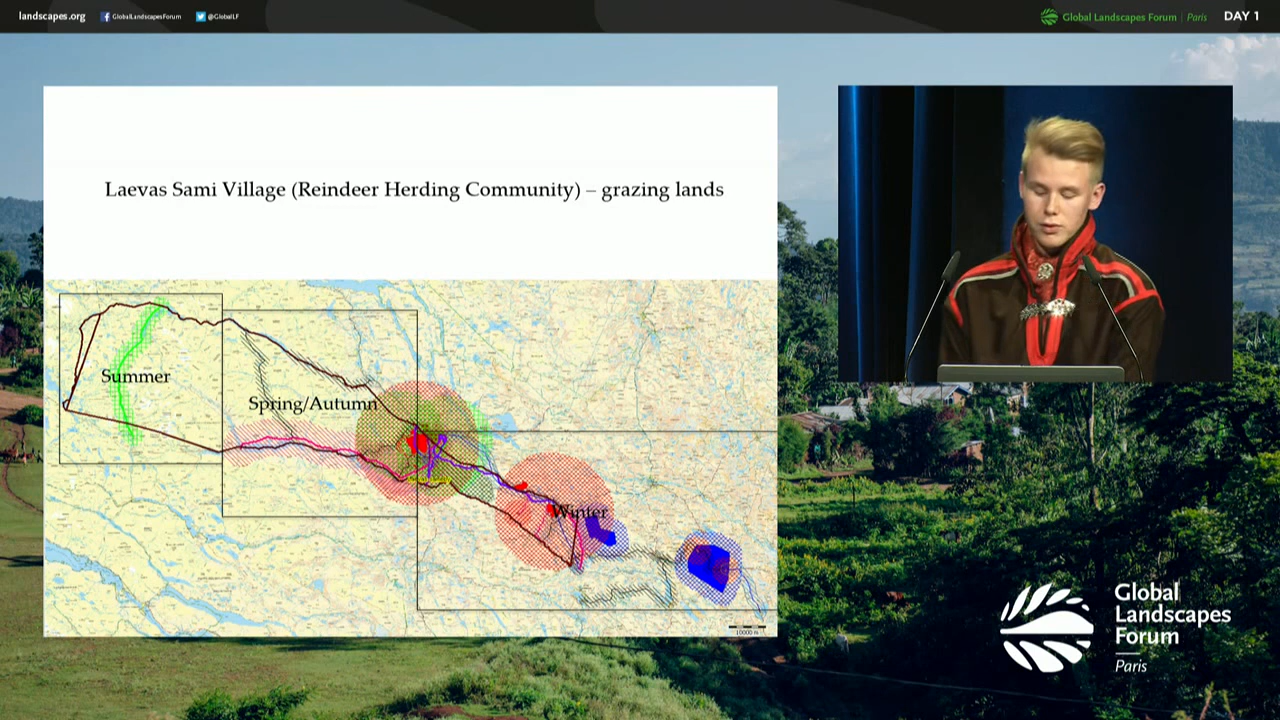 landscapes.org
GlobalLandscapesForum
@GlobalLF
Global Landscapes Forum | Paris
DAY 1
Laevas Sami Village (Reindeer Herding Community) – grazing lands
Summer
Spring/Autumn
Winter
10000 m
Global
Landscapes
Forum
Paris